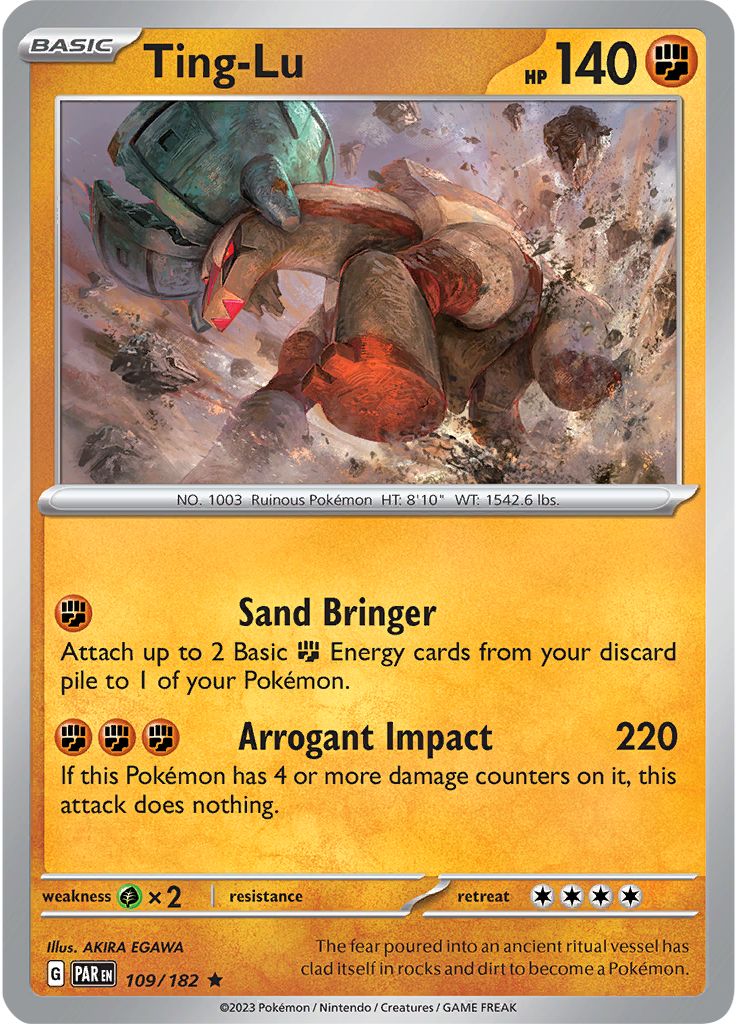 BASIC Ting-Lu HP 140
NO. 1003 Ruinous Pokémon HT: 8'10" WT: 1542.6 lbs.
Sand Bringer
Attach up to 2 Basic Energy cards from your discard
pile to 1 of your Pokémon.
Arrogant Impact 220
If this Pokémon has 4 or more damage counters on it, this
attack does nothing.
weakness ×2 resistance retreat
Illus. AKIRA EGAWA
G PAR EN 109/182 ★
The fear poured into an ancient ritual vessel has
clad itself in rocks and dirt to become a Pokémon.
©2023 Pokémon / Nintendo / Creatures / GAME FREAK